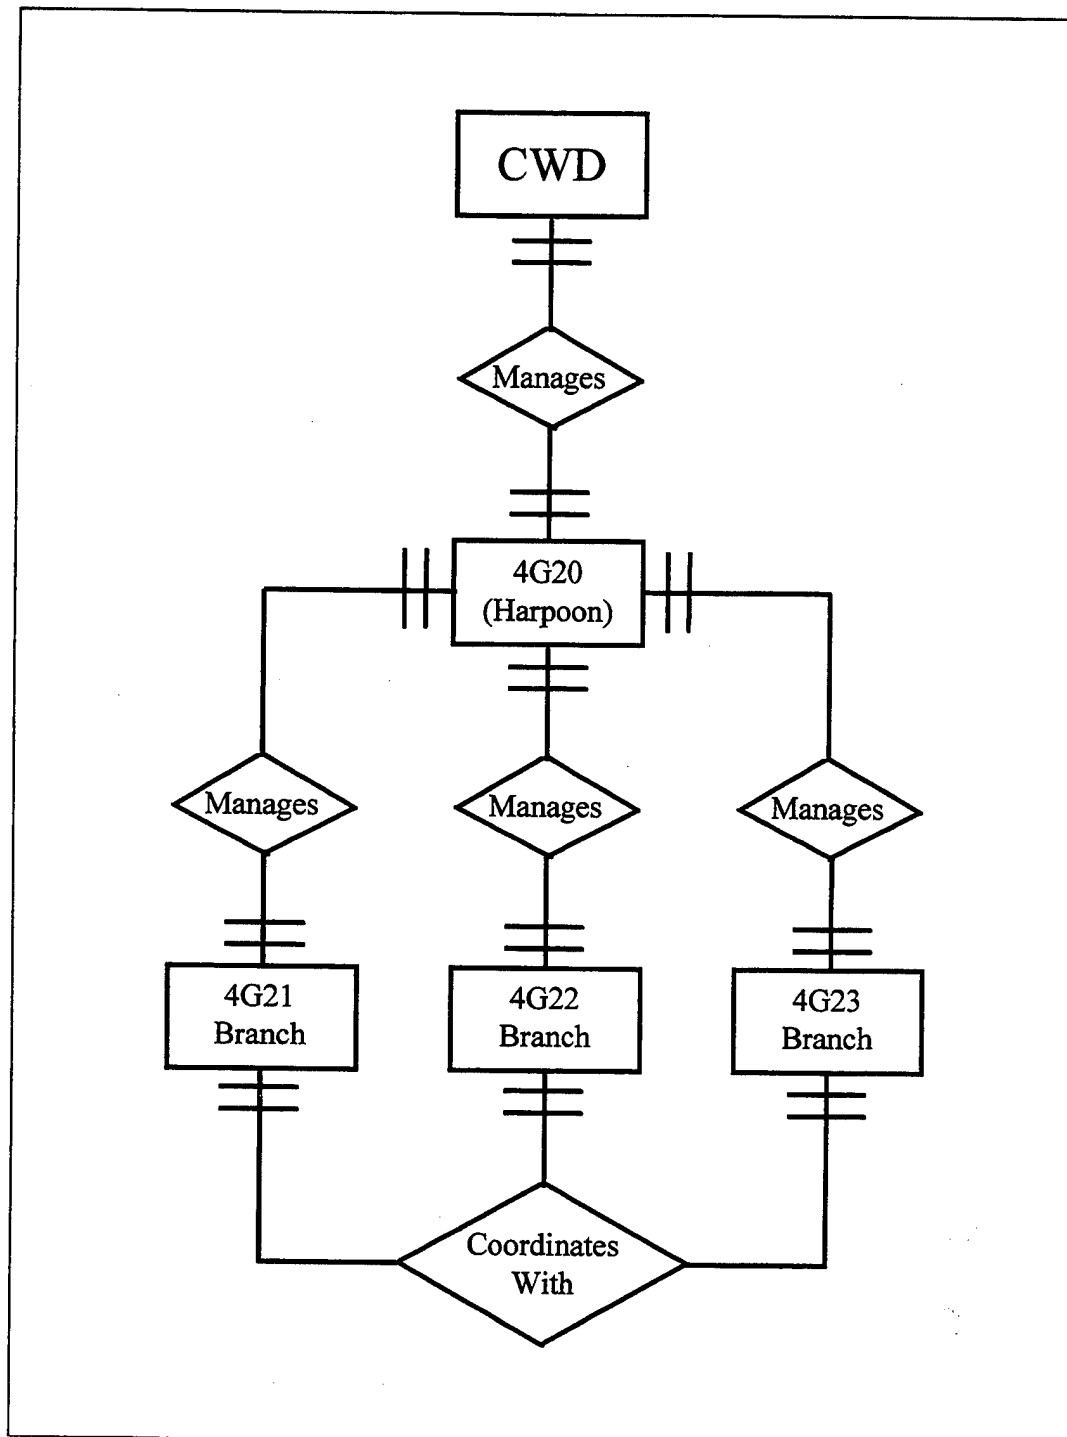 CWD
Manages
4G20
(Harpoon)
Manages
Manages
Manages
4G21
Branch
4G22
Branch
4G23
Branch
Coordinates
With